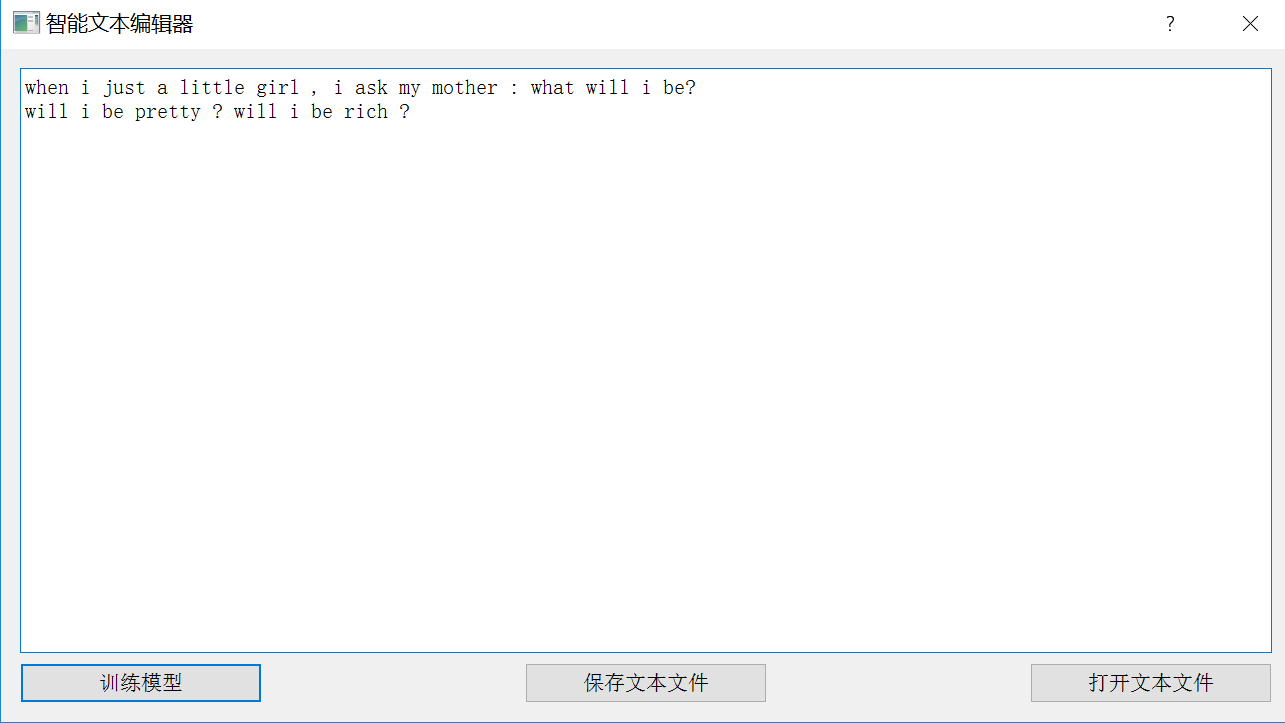 智能文本编辑器
?
when i just a little girl , i ask my mother : what will i be?
will i be pretty ? will i be rich ?
训练模型
保存文本文件
打开文本文件